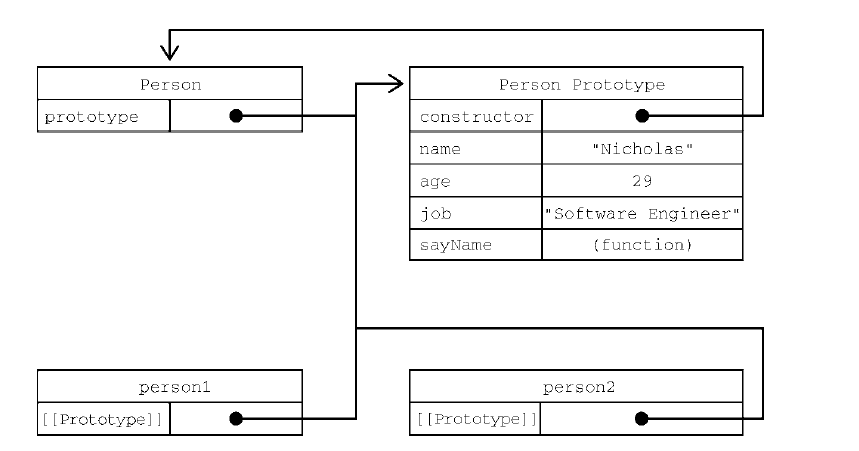 Person
prototype
Person Prototype
constructor
name "Nicholas"
age 29
job "Software Engineer"
sayName (function)
person1
[[Prototype]]
person2
[[Prototype]]